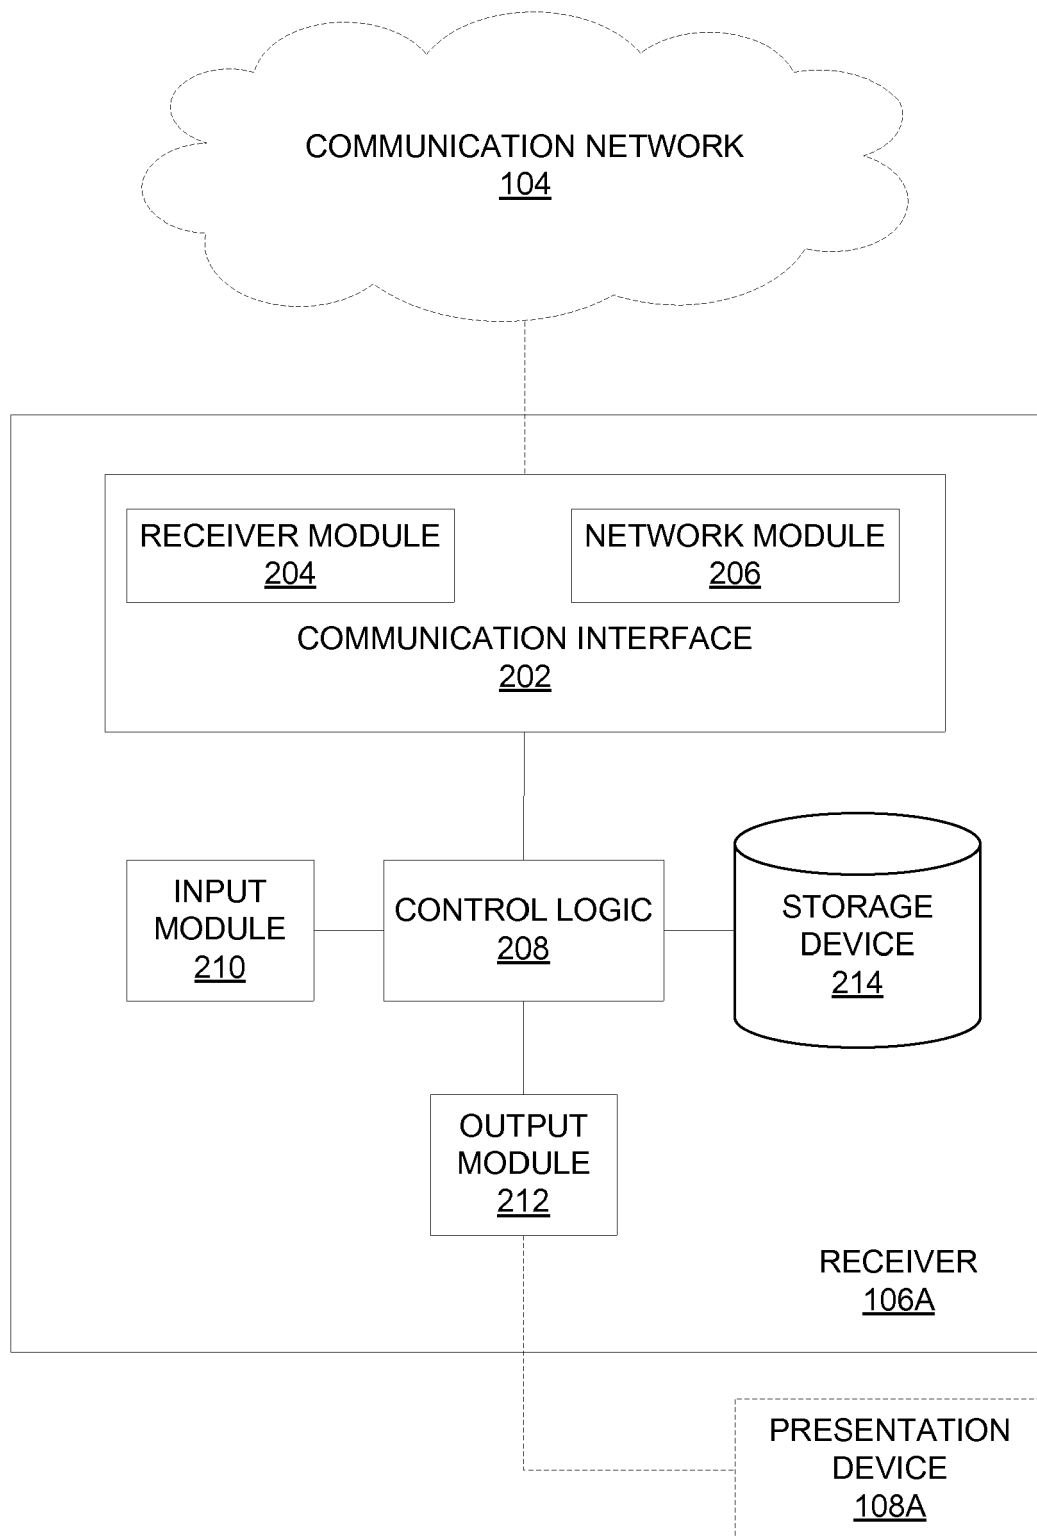 COMMUNICATION NETWORK
104
RECEIVER MODULE
204
NETWORK MODULE
206
COMMUNICATION INTERFACE
202
INPUT
MODULE
210
CONTROL LOGIC
208
STORAGE
DEVICE
214
OUTPUT
MODULE
212
RECEIVER
106A
PRESENTATION
DEVICE
108A